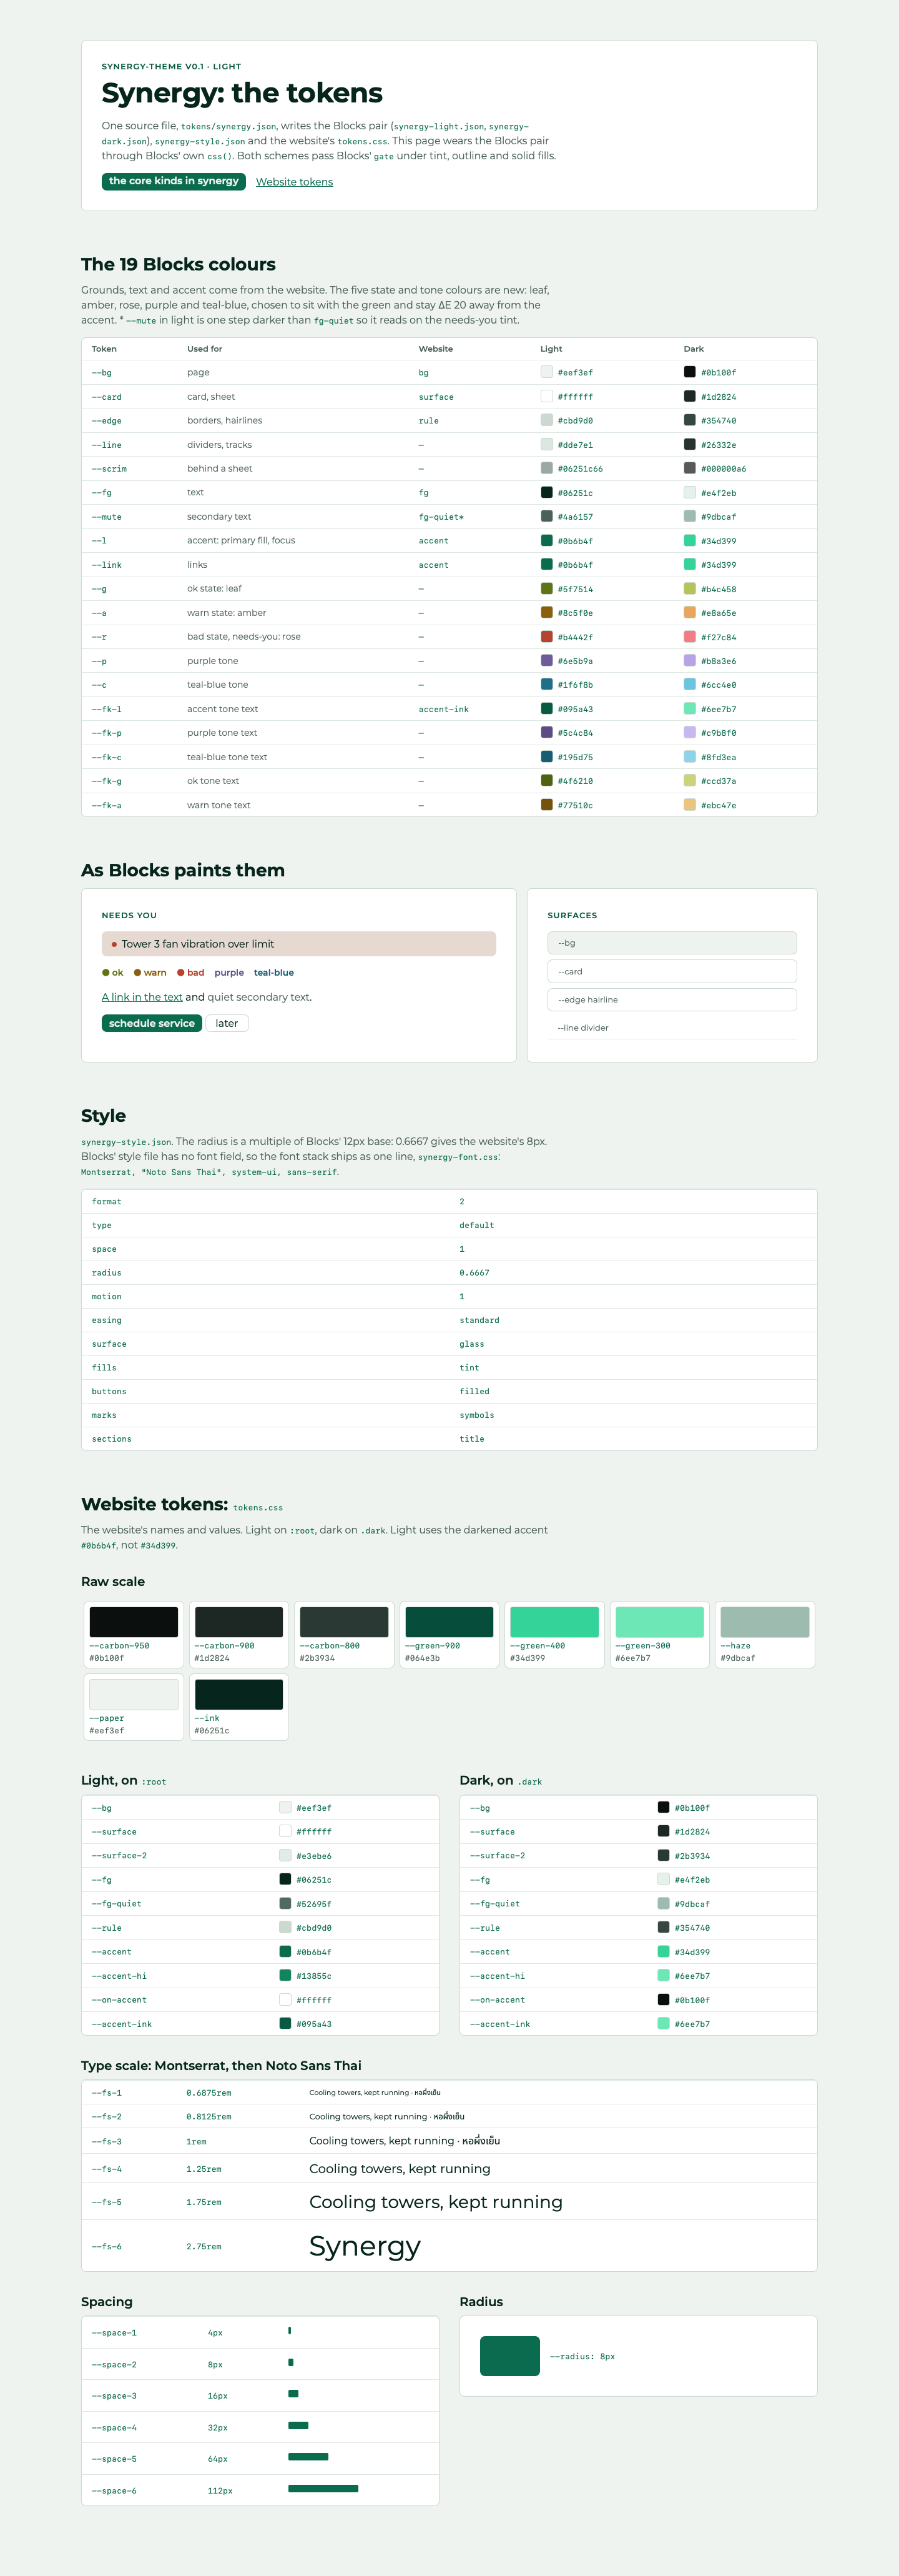 SYNERGY-THEME V0.1 · LIGHT
Synergy: the tokens
One source file, tokens/synergy.json, writes the Blocks pair (synergy-light.json, synergy-
dark.json), synergy-style.json and the website's tokens.css. This page wears the Blocks pair
through Blocks' own css(). Both schemes pass Blocks' gate under tint, outline and solid fills.
the core kinds in synergy Website tokens
The 19 Blocks colours
Grounds, text and accent come from the website. The five state and tone colours are new: leaf,
amber, rose, purple and teal-blue, chosen to sit with the green and stay ΔE 20 away from the
accent. * --mute in light is one step darker than fg-quiet so it reads on the needs-you tint.
Token Used for Website Light Dark
--bg page bg #eef3ef #0b100f
--card card, sheet surface #ffffff #1d2824
--edge borders, hairlines rule #cbd9d0 #354740
--line dividers, tracks — #dde7e1 #26332e
--scrim behind a sheet — #06251c66 #000000a6
--fg text fg #06251c #e4f2eb
--mute secondary text fg-quiet* #4a6157 #9dbcaf
--l accent: primary fill, focus accent #0b6b4f #34d399
--link links accent #0b6b4f #34d399
--g ok state: leaf — #5f7514 #b4c458
--a warn state: amber — #8c5f0e #e8a65e
--r bad state, needs-you: rose — #b4442f #f27c84
--p purple tone — #6e5b9a #b8a3e6
--c teal-blue tone — #1f6f8b #6cc4e0
--fk-l accent tone text accent-ink #095a43 #6ee7b7
--fk-p purple tone text — #5c4c84 #c9b8f0
--fk-c teal-blue tone text — #195d75 #8fd3ea
--fk-g ok tone text — #4f6210 #ccd37a
--fk-a warn tone text — #77510c #ebc47e
As Blocks paints them
NEEDS YOU
Tower 3 fan vibration over limit
ok warn bad purple teal-blue
A link in the text and quiet secondary text.
schedule service later
SURFACES
--bg
--card
--edge hairline
--line divider
Style
synergy-style.json. The radius is a multiple of Blocks' 12px base: 0.6667 gives the website's 8px.
Blocks' style file has no font field, so the font stack ships as one line, synergy-font.css:
Montserrat, "Noto Sans Thai", system-ui, sans-serif.
format 2
type default
space 1
radius 0.6667
motion 1
easing standard
surface glass
fills tint
buttons filled
marks symbols
sections title
Website tokens: tokens.css
The website's names and values. Light on :root, dark on .dark. Light uses the darkened accent
#0b6b4f, not #34d399.
Raw scale
--carbon-950 --carbon-900 --carbon-800 --green-900 --green-400 --green-300 --haze
#0b100f #1d2824 #2b3934 #064e3b #34d399 #6ee7b7 #9dbcaf
--paper --ink
#eef3ef #06251c
Light, on :root
--bg #eef3ef
--surface #ffffff
--surface-2 #e3ebe6
--fg #06251c
--fg-quiet #52695f
--rule #cbd9d0
--accent #0b6b4f
--accent-hi #13855c
--on-accent #ffffff
--accent-ink #095a43
Dark, on .dark
--bg #0b100f
--surface #1d2824
--surface-2 #2b3934
--fg #e4f2eb
--fg-quiet #9dbcaf
--rule #354740
--accent #34d399
--accent-hi #6ee7b7
--on-accent #0b100f
--accent-ink #6ee7b7
Type scale: Montserrat, then Noto Sans Thai
--fs-1 0.6875rem Cooling towers, kept running · หอผึ่งเย็น
--fs-2 0.8125rem Cooling towers, kept running · หอผึ่งเย็น
--fs-3 1rem Cooling towers, kept running · หอผึ่งเย็น
--fs-4 1.25rem Cooling towers, kept running
--fs-5 1.75rem Cooling towers, kept running
--fs-6 2.75rem Synergy
Spacing
--space-1 4px
--space-2 8px
--space-3 16px
--space-4 32px
--space-5 64px
--space-6 112px
Radius
--radius: 8px